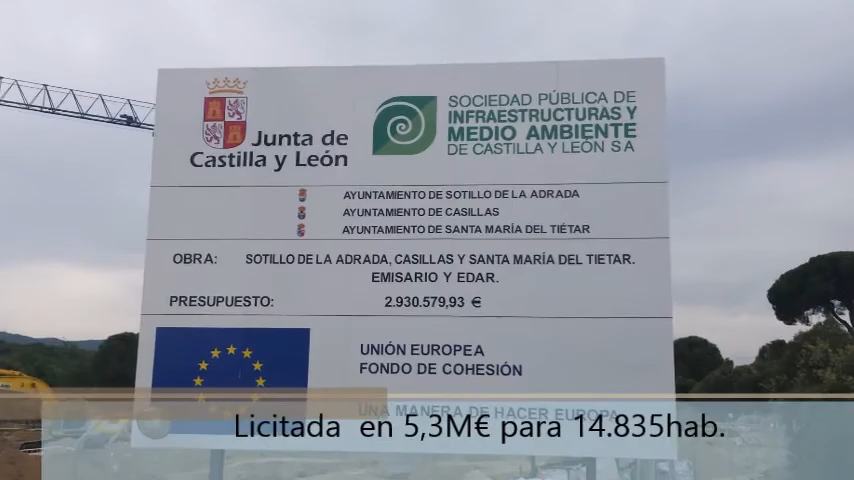 Junta de
Castilla y León
SOCIEDAD PÚBLICA DE
INFRAESTRUCTURAS Y
MEDIO AMBIENTE
DE CASTILLA Y LEÓN SA
AYUNTAMIENTO DE SOTILLO DE LA ADRADA
AYUNTAMIENTO DE CASILLAS
AYUNTAMIENTO DE SANTA MARÍA DEL TIÉTAR
OBRA: SOTILLO DE LA ADRADA, CASILLAS Y SANTA MARÍA DEL TIETAR.
EMISARIO Y EDAR.
PRESUPUESTO: 2.930.579,93 €
UNIÓN EUROPEA
FONDO DE COHESIÓN
UNA MANERA DE HACER EUROPA
Licitada en 5,3M€ para 14.835hab.